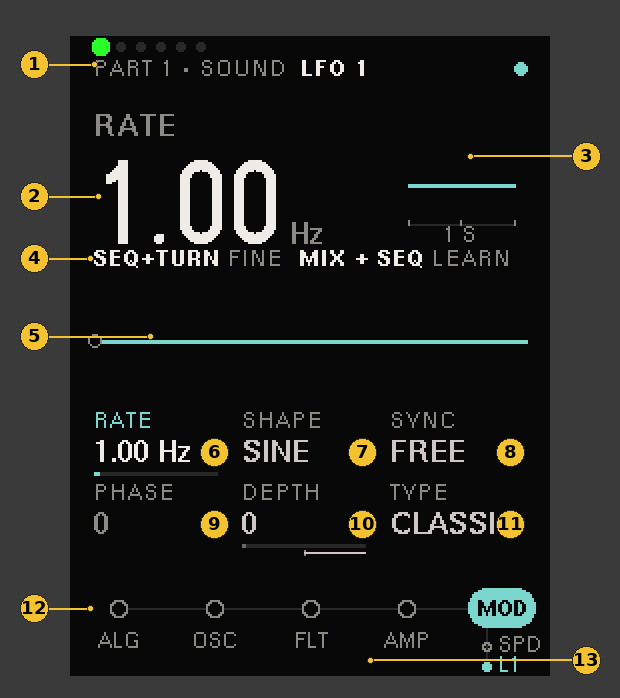 1 PART 1 · SOUND LFO 1
RATE
3
2 1.00 Hz
1 S
4 SEQ+TURN FINE MIX + SEQ LEARN
5
RATE SHAPE SYNC
1.00 Hz 6 SINE 7 FREE 8
PHASE DEPTH TYPE
0 9 0 10 CLASSI 11
12 MOD
ALG OSC FLT AMP SPD
L1 13